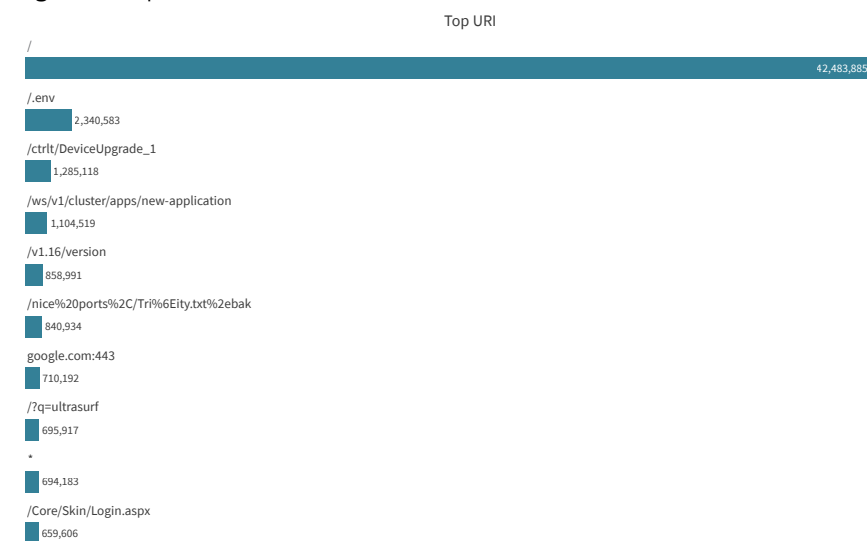 Top URI
/
42,483,885
/.env
2,340,583
/ctrlt/DeviceUpgrade_1
1,285,118
/ws/v1/cluster/apps/new-application
1,104,519
/v1.16/version
858,991
/nice%20ports%2C/Tri%6Eity.txt%2ebak
840,934
google.com:443
710,192
/?q=ultrasurf
695,917
*
694,183
/Core/Skin/Login.aspx
659,606